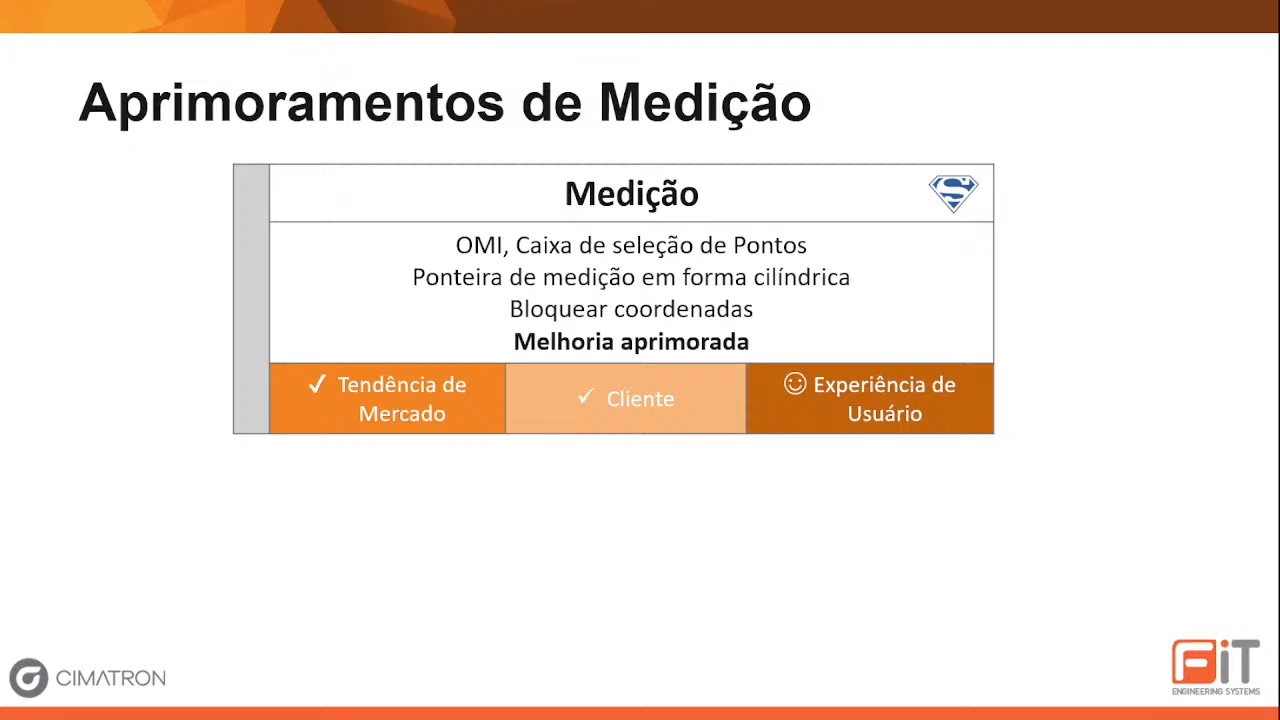 Aprimoramentos de Medição
Medição
OMI, Caixa de seleção de Pontos
Ponteira de medição em forma cilíndrica
Bloquear coordenadas
Melhoria aprimorada
✓ Tendência de
Mercado
✓ Cliente
☺ Experiência de
Usuário
CIMATRON
FiT
ENGINEERING SYSTEMS